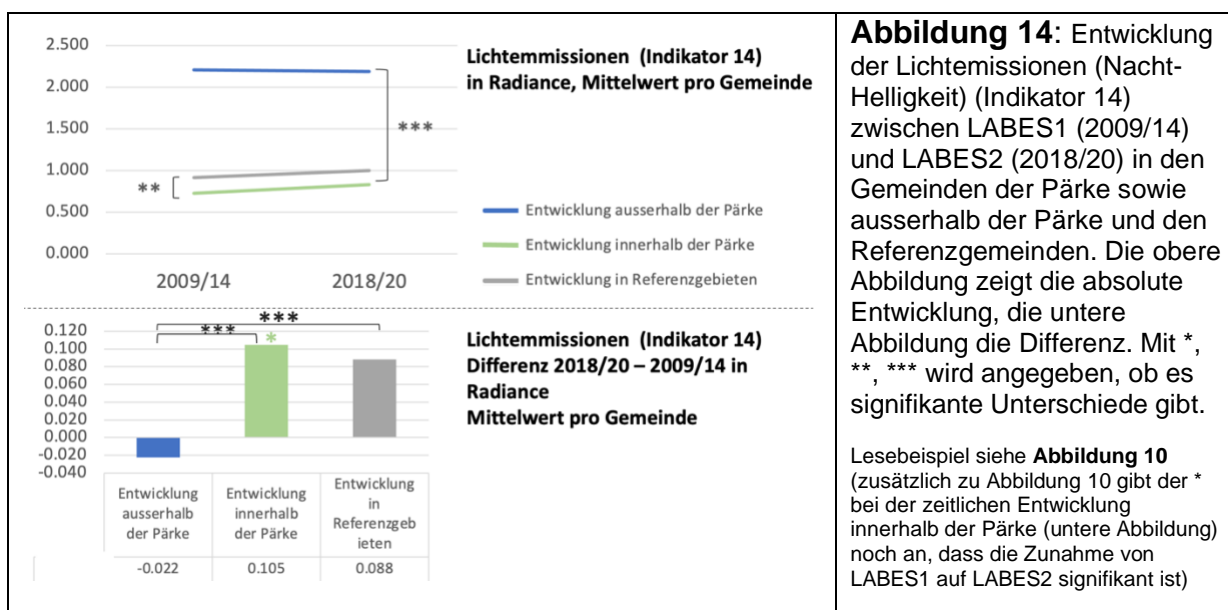 2.500
2.000
1.500
1.000
0.500
0.000
2009/14
2018/20
**
***
Lichtemmissionen (Indikator 14)
in Radiance, Mittelwert pro Gemeinde
Entwicklung ausserhalb der Pärke
Entwicklung innerhalb der Pärke
Entwicklung in Referenzgebieten
0.120
0.100
0.080
0.060
0.040
0.020
0.000
-0.020
-0.040
***
***
*
Lichtemmissionen (Indikator 14)
Differenz 2018/20 – 2009/14 in
Radiance
Mittelwert pro Gemeinde
Entwicklung
ausserhalb
der Pärke
Entwicklung
innerhalb
der Pärke
Entwicklung
in
Referenzgeb
ieten
-0.022
0.105
0.088
Abbildung 14: Entwicklung
der Lichtemissionen (Nacht-
Helligkeit) (Indikator 14)
zwischen LABES1 (2009/14)
und LABES2 (2018/20) in den
Gemeinden der Pärke sowie
ausserhalb der Pärke und den
Referenzgemeinden. Die obere
Abbildung zeigt die absolute
Entwicklung, die untere
Abbildung die Differenz. Mit *,
**, *** wird angegeben, ob es
signifikante Unterschiede gibt.
Lesebeispiel siehe Abbildung 10
(zusätzlich zu Abbildung 10 gibt der *
bei der zeitlichen Entwicklung
innerhalb der Pärke (untere Abbildung)
noch an, dass die Zunahme von
LABES1 auf LABES2 signifikant ist)